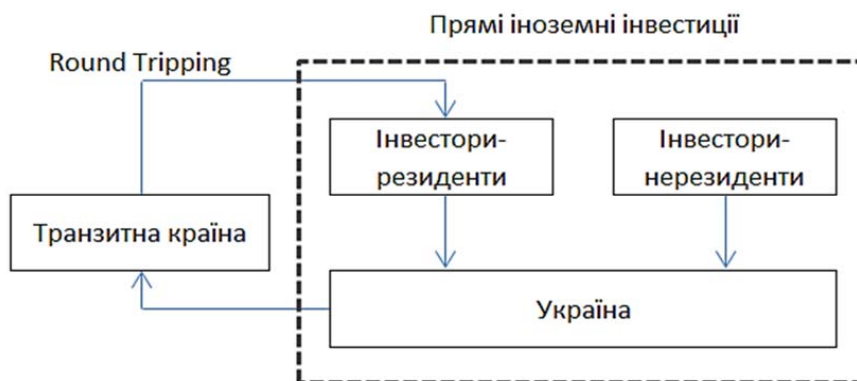 Прямі іноземні інвестиції
Round Tripping
Інвестори-
резиденти
Інвестори-
нерезиденти
Транзитна країна
Україна